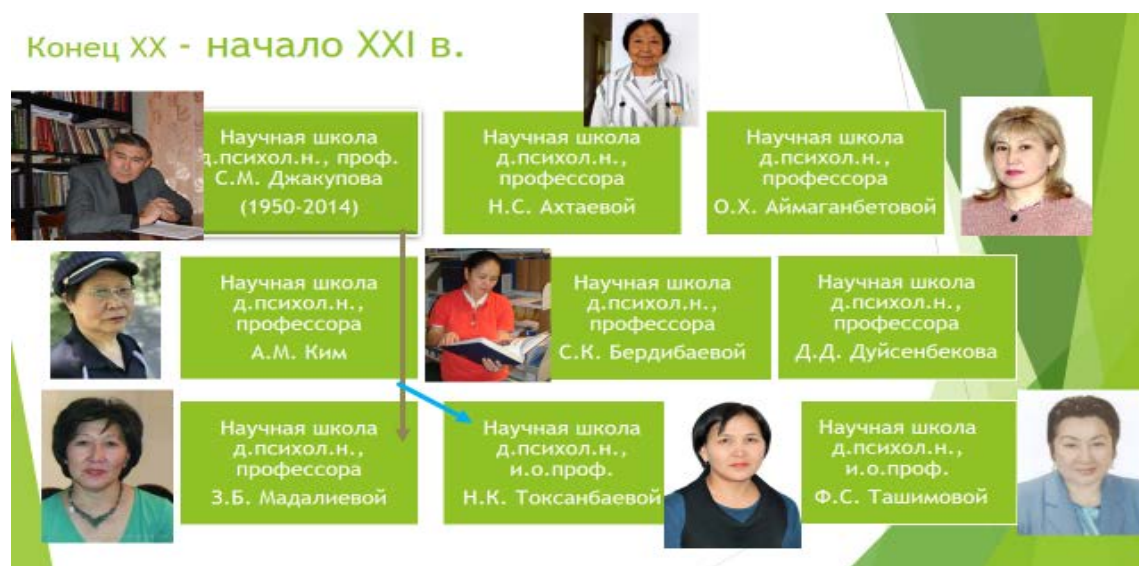 Конец XX - начало XXI в.
Научная школа
д.психол.н., проф.
С.М. Джакупова
(1950-2014)
Научная школа
д.психол.н.,
профессора
Н.С. Ахтаевой
Научная школа
д.психол.н.,
профессора
О.Х. Аймаганбетовой
Научная школа
д.психол.н.,
профессора
А.М. Ким
Научная школа
д.психол.н.,
профессора
С.К. Бердибаевой
Научная школа
д.психол.н.,
профессора
Д.Д. Дуйсенбекова
Научная школа
д.психол.н.,
профессора
З.Б. Мадалиевой
Научная школа
д.психол.н.,
и.о.проф.
Н.К. Токсанбаевой
Научная школа
д.психол.н.,
и.о.проф.
Ф.С. Ташимовой